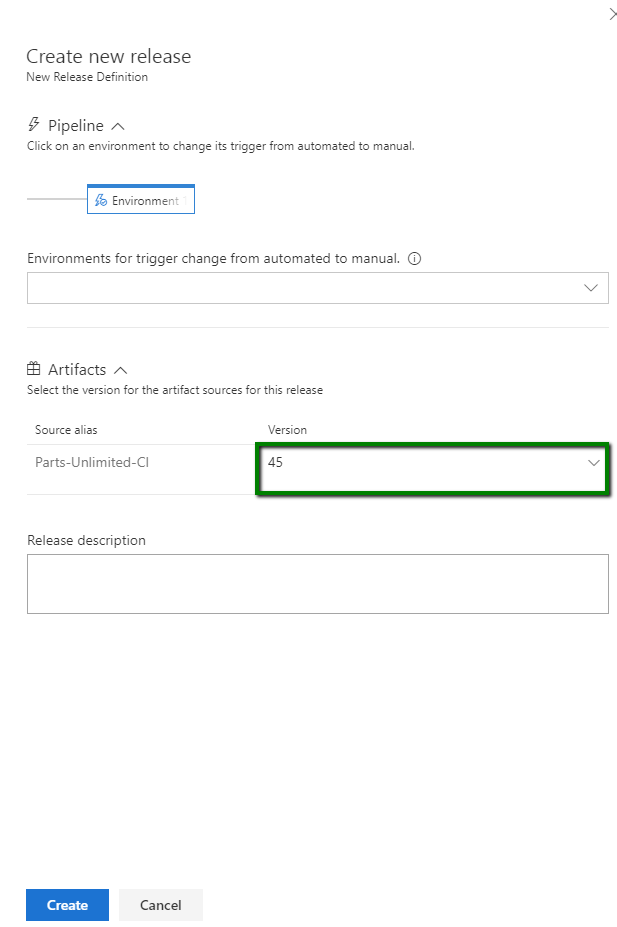 Create new release
New Release Definition
Pipeline
Click on an environment to change its trigger from automated to manual.
Environment
Environments for trigger change from automated to manual.
Artifacts
Select the version for the artifact sources for this release
Source alias Version
Parts-Unlimited-CI 45
Release description
Create Cancel